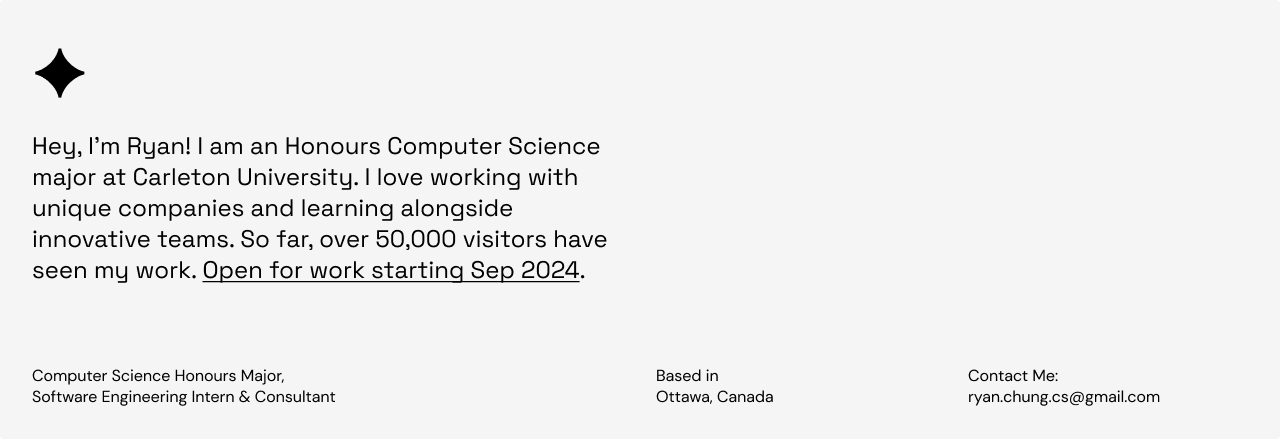 Hey, I’m Ryan! I am an Honours Computer Science
major at Carleton University. I love working with
unique companies and learning alongside
innovative teams. So far, over 50,000 visitors have
seen my work. Open for work starting Sep 2024.
Computer Science Honours Major,
Software Engineering Intern & Consultant
Based in
Ottawa, Canada
Contact Me:
ryan.chung.cs@gmail.com